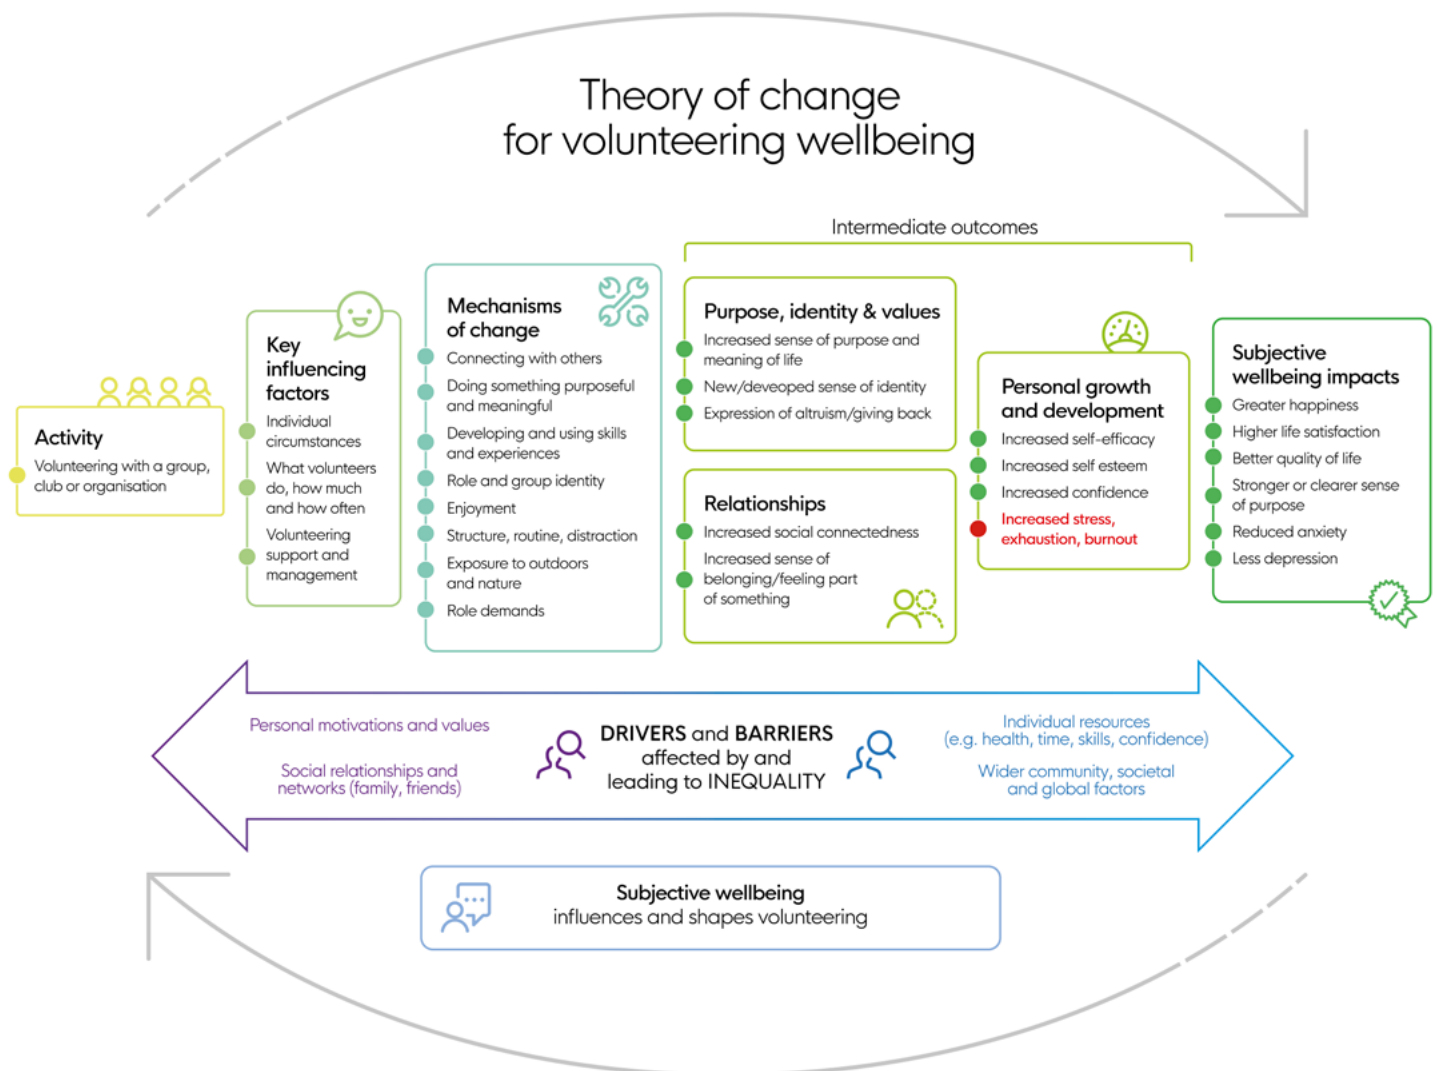 Theory of change
for volunteering wellbeing
Intermediate outcomes
Activity
Volunteering with a group,
club or organisation
Key
influencing
factors
Individual
circumstances
What volunteers
do, how much
and how often
Volunteering
support and
management
Mechanisms
of change
Connecting with others
Doing something purposeful
and meaningful
Developing and using skills
and experiences
Role and group identity
Enjoyment
Structure, routine, distraction
Exposure to outdoors
and nature
Role demands
Purpose, identity & values
Increased sense of purpose and
meaning of life
New/deveoped sense of identity
Expression of altruism/giving back
Relationships
Increased social connectedness
Increased sense of
belonging/feeling part
of something
Personal growth
and development
Increased self-efficacy
Increased self esteem
Increased confidence
Increased stress,
exhaustion, burnout
Subjective
wellbeing impacts
Greater happiness
Higher life satisfaction
Better quality of life
Stronger or clearer sense
of purpose
Reduced anxiety
Less depression
Personal motivations and values
Social relationships and
networks (family, friends)
DRIVERS and BARRIERS
affected by and
leading to INEQUALITY
Individual resources
(e.g. health, time, skills, confidence)
Wider community, societal
and global factors
Subjective wellbeing
influences and shapes volunteering